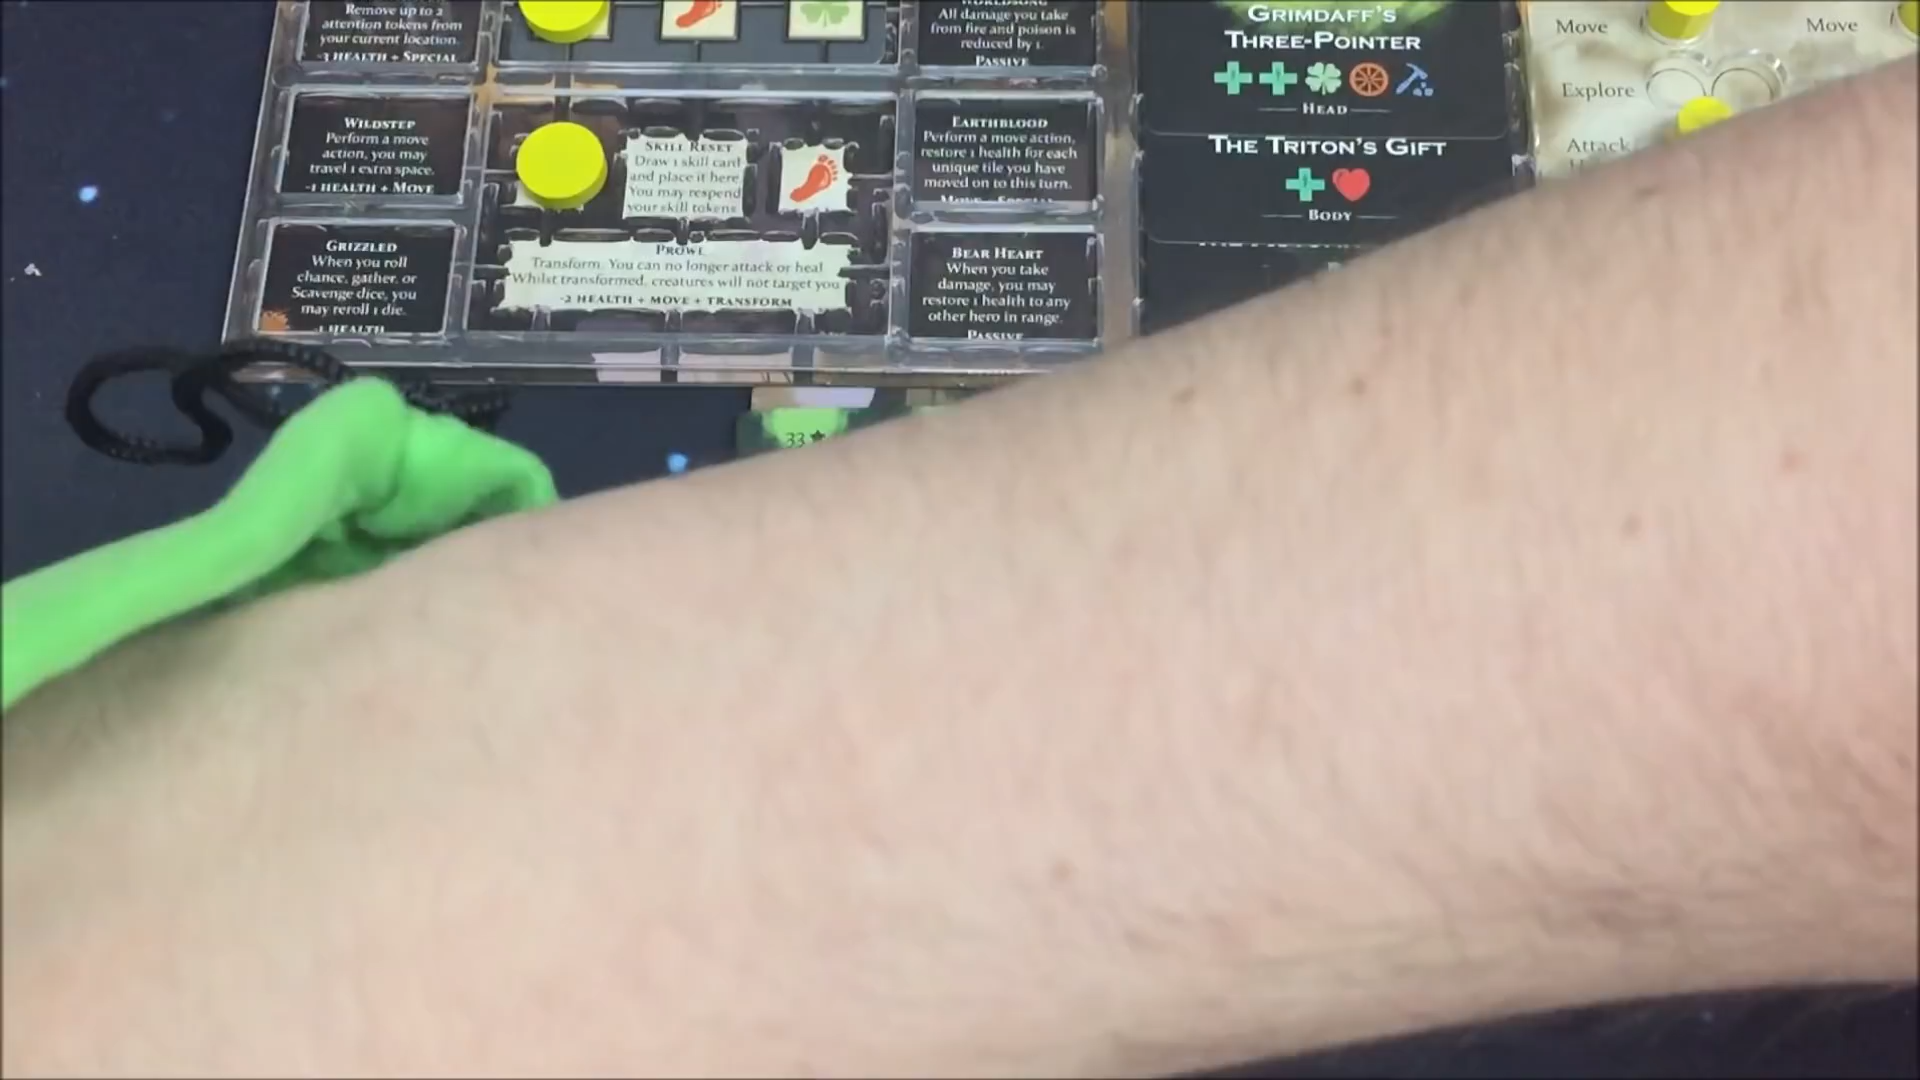 Remove up to 2
attention tokens from
your current location.
-3 HEALTH + SPECIAL
WILDSTEP
Perform a move
action, you may
travel 1 extra space.
-1 HEALTH + MOVE
GRIZZLED
When you roll
chance, gather, or
Scavenge dice, you
may reroll 1 die.
-1 HEALTH
SKILL RESET
Draw 1 skill card
and place it here
You may respend
your skill tokens
PROWL
Transform. You can no longer attack or heal
Whilst transformed, creatures will not target you
-2 HEALTH + MOVE + TRANSFORM
WORLDSONG
All damage you take
from fire and poison is
reduced by 1.
PASSIVE
EARTHBLOOD
Perform a move action,
restore 1 health for each
unique tile you have
moved on to this turn.
MOVE + SPECIAL
BEAR HEART
When you take
damage, you may
restore 1 health to any
other hero in range.
PASSIVE
33
GRIMDAFF'S
THREE-POINTER
HEAD
THE TRITON'S GIFT
BODY
Move
Move
Explore
Attack